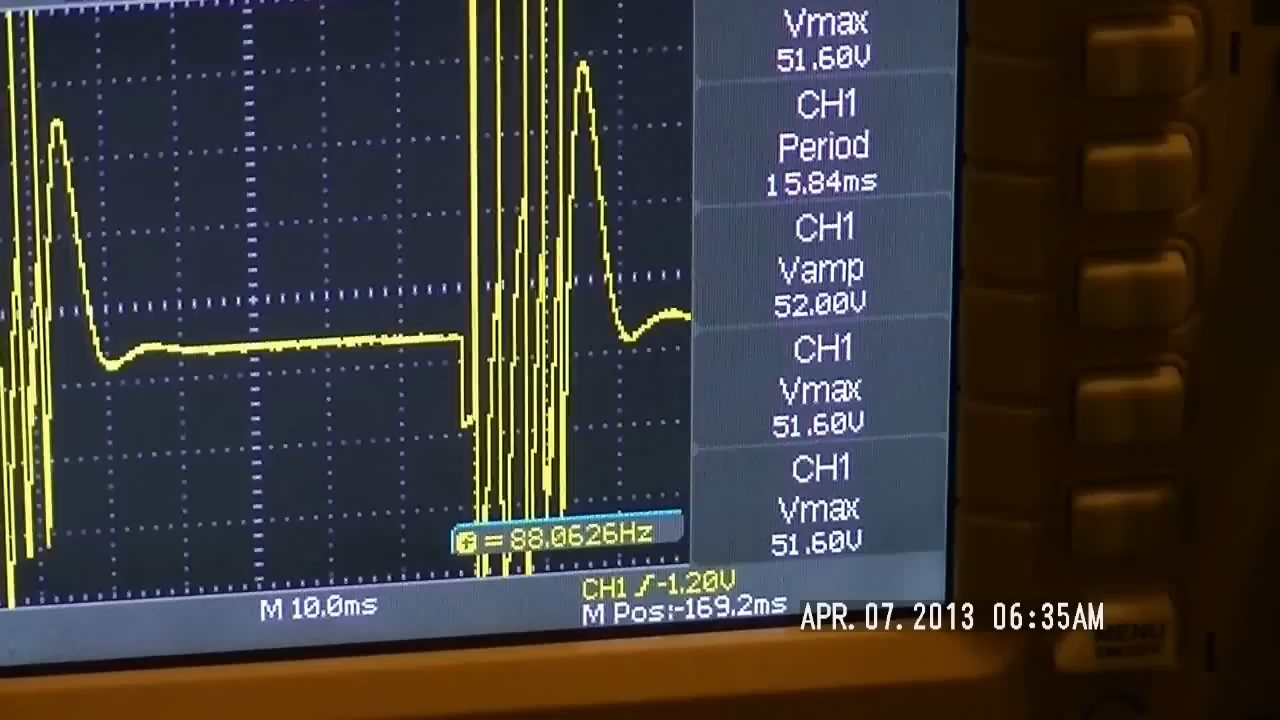 Vmax
51.60V
CH1
Period
15.84ms
CH1
Vamp
52.00V
CH1
Vmax
51.60V
CH1
Vmax
51.60V
= 88.0626Hz
CH1 -1.20V
M 10.0ms
M Pos:-169.2ms
APR. 07. 2013 06:35AM
MENU